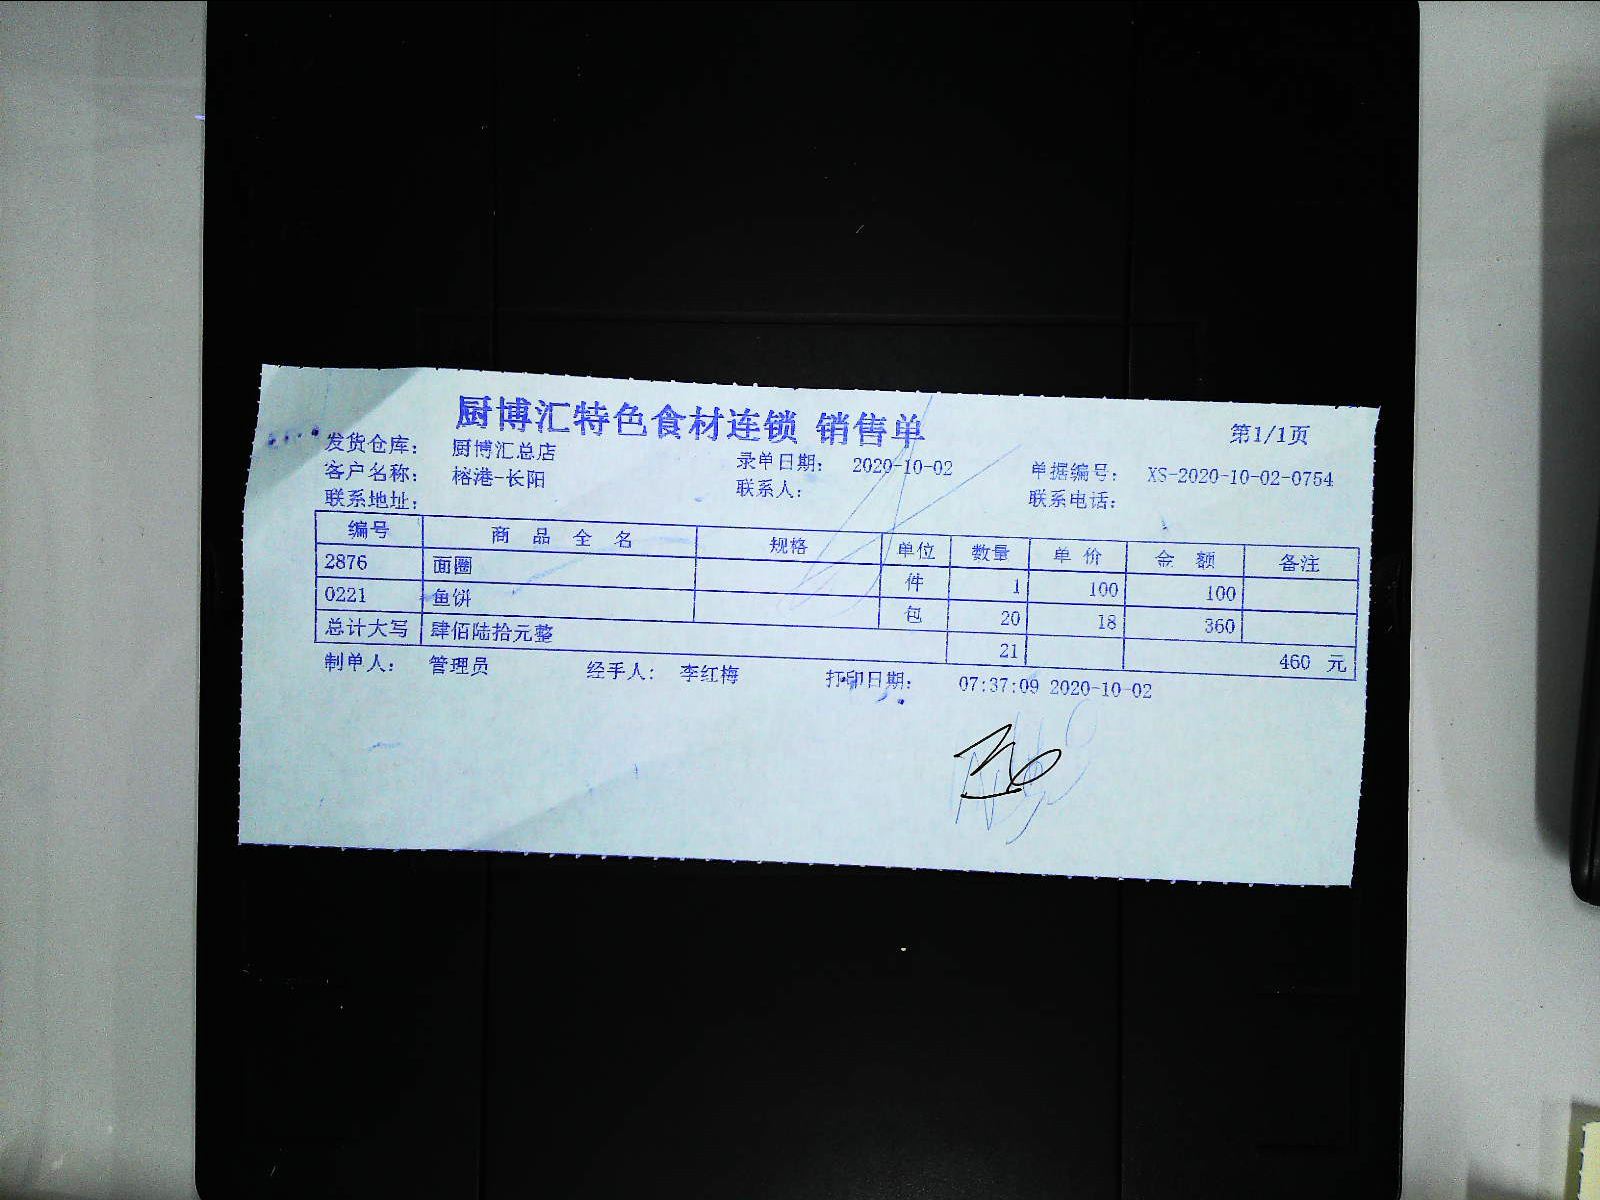 厨博汇特色食材连锁 销售单
第1/1页
发货仓库： 厨博汇总店 录单日期： 2020-10-02 单据编号： XS-2020-10-02-0754
客户名称： 榕港-长阳 联系人： 联系电话：
联系地址：
编号 商品全名 规格 单位 数量 单价 金额 备注
2876 面圈 件 1 100 100
0221 鱼饼 包 20 18 360
总计大写 肆佰陆拾元整 21 460 元
制单人： 管理员 经手人： 李红梅 打印日期： 07:37:09 2020-10-02